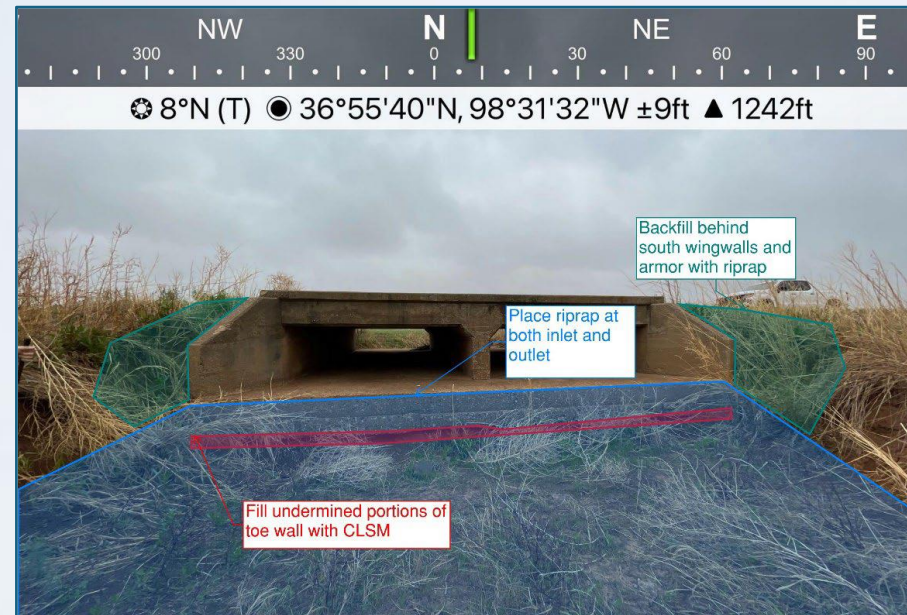 NW N NE E
300 330 0 30 60 90
8°N (T) 36°55'40"N, 98°31'32"W ±9ft ▲ 1242ft
Backfill behind
south wingwalls and
armor with riprap
Place riprap at
both inlet and
outlet
Fill undermined portions of
toe wall with CLSM